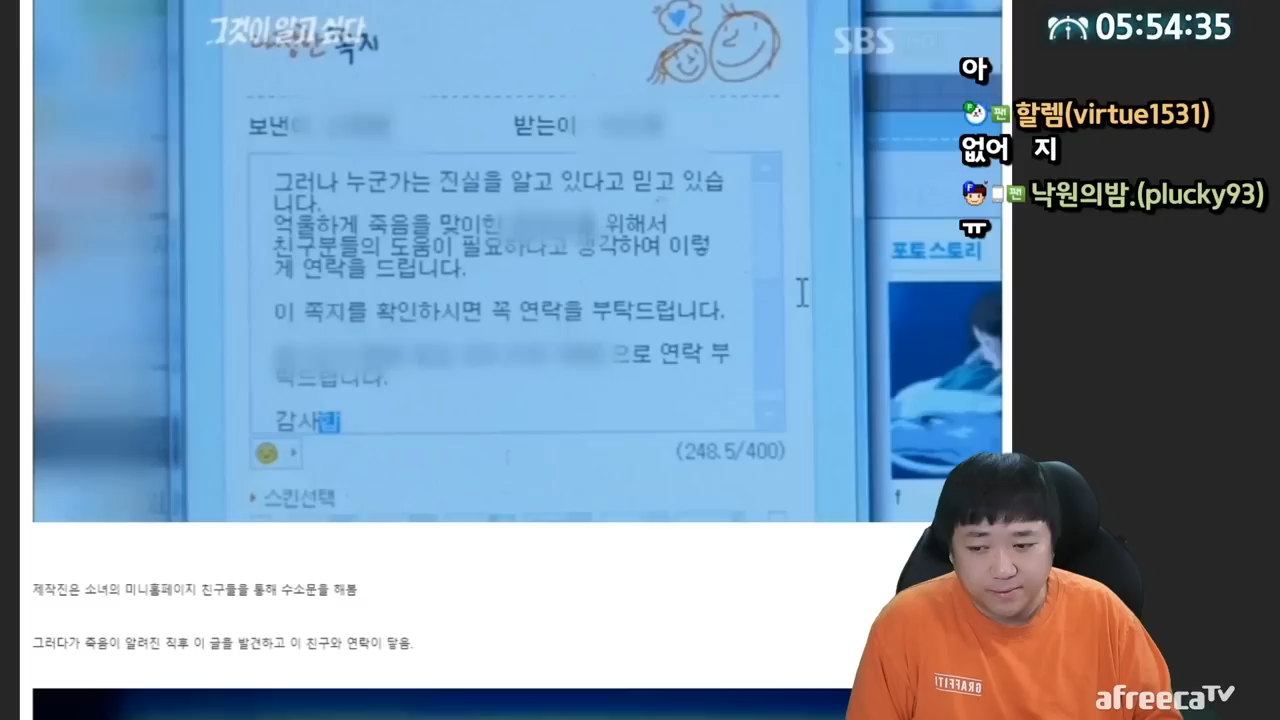 그것이 알고 싶다
쪽지
SBS
05:54:35
아
할렘(virtue1531)
없어 지
낙원의밤.(plucky93)
ㅠ
보낸이
받는이
그러나 누군가는 진실을 알고 있다고 믿고 있습
니다.
억울하게 죽음을 맞이한 위해서
친구분들의 도움이 필요하다고 생각하여 이렇
게 연락을 드립니다.
이 쪽지를 확인하시면 꼭 연락을 부탁드립니다.
으로 연락 부
탁드립니다.
감사합
(248.5/400)
스킨선택
포토스토리
f
제작진은 소녀의 미니홈페이지 친구들을 통해 수소문을 해봄
그러다가 죽음이 알려진 직후 이 글을 발견하고 이 친구와 연락이 닿음.
GRAFFITI
afreecaTV